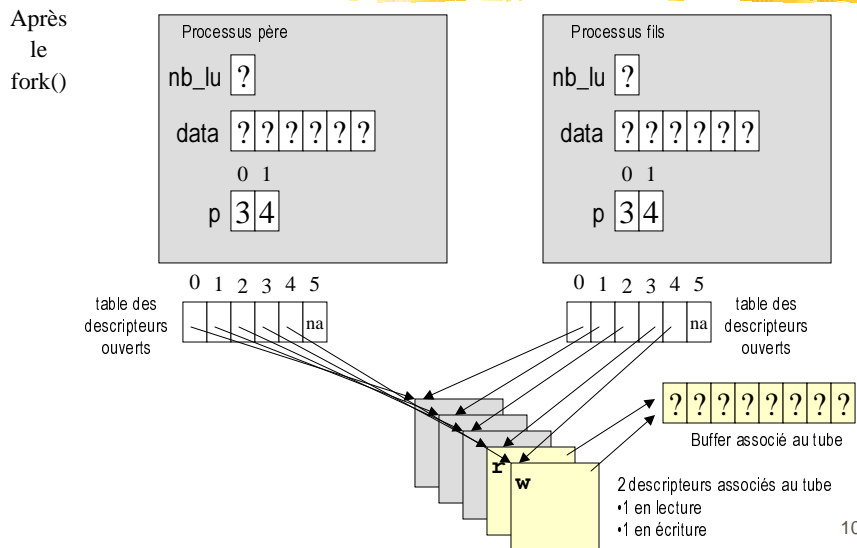 Après
le
fork()
Processus père
nb_lu ?
data ? ? ? ? ? ?
0 1
p 3 4
Processus fils
nb_lu ?
data ? ? ? ? ? ?
0 1
p 3 4
0 1 2 3 4 5
table des
descripteurs
ouverts
na
0 1 2 3 4 5
na
table des
descripteurs
ouverts
? ? ? ? ? ? ? ?
Buffer associé au tube
r
w
2 descripteurs associés au tube
•1 en lecture
•1 en écriture
10